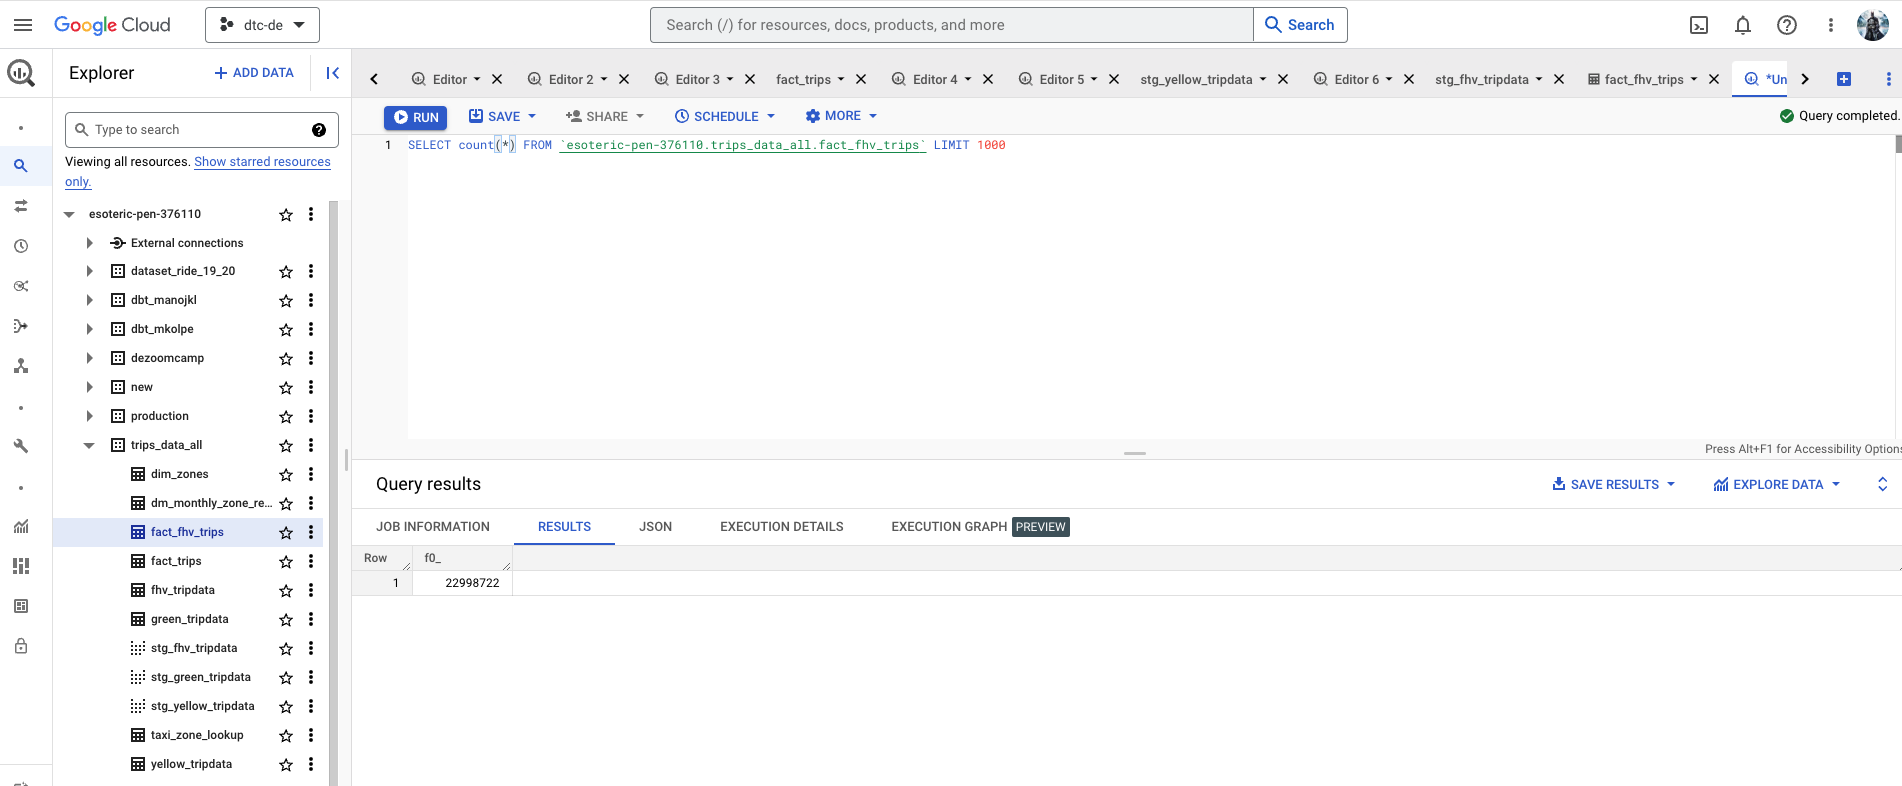 Google Cloud
dtc-de
Search (/) for resources, docs, products, and more
Search
Explorer
ADD DATA
Editor
Editor 2
Editor 3
fact_trips
Editor 4
Editor 5
stg_yellow_tripdata
Editor 6
stg_fhv_tripdata
fact_fhv_trips
*Un
RUN
SAVE
SHARE
SCHEDULE
MORE
Query completed.
Type to search
Viewing all resources. Show starred resources
only.
1 SELECT count(*) FROM `esoteric-pen-376110.trips_data_all.fact_fhv_trips` LIMIT 1000
esoteric-pen-376110
External connections
dataset_ride_19_20
dbt_manojkl
dbt_mkolpe
dezoomcamp
new
production
trips_data_all
dim_zones
dm_monthly_zone_re...
fact_fhv_trips
fact_trips
fhv_tripdata
green_tripdata
stg_fhv_tripdata
stg_green_tripdata
stg_yellow_tripdata
taxi_zone_lookup
yellow_tripdata
Press Alt+F1 for Accessibility Options
Query results
SAVE RESULTS
EXPLORE DATA
JOB INFORMATION
RESULTS
JSON
EXECUTION DETAILS
EXECUTION GRAPH PREVIEW
Row f0_
1 22998722